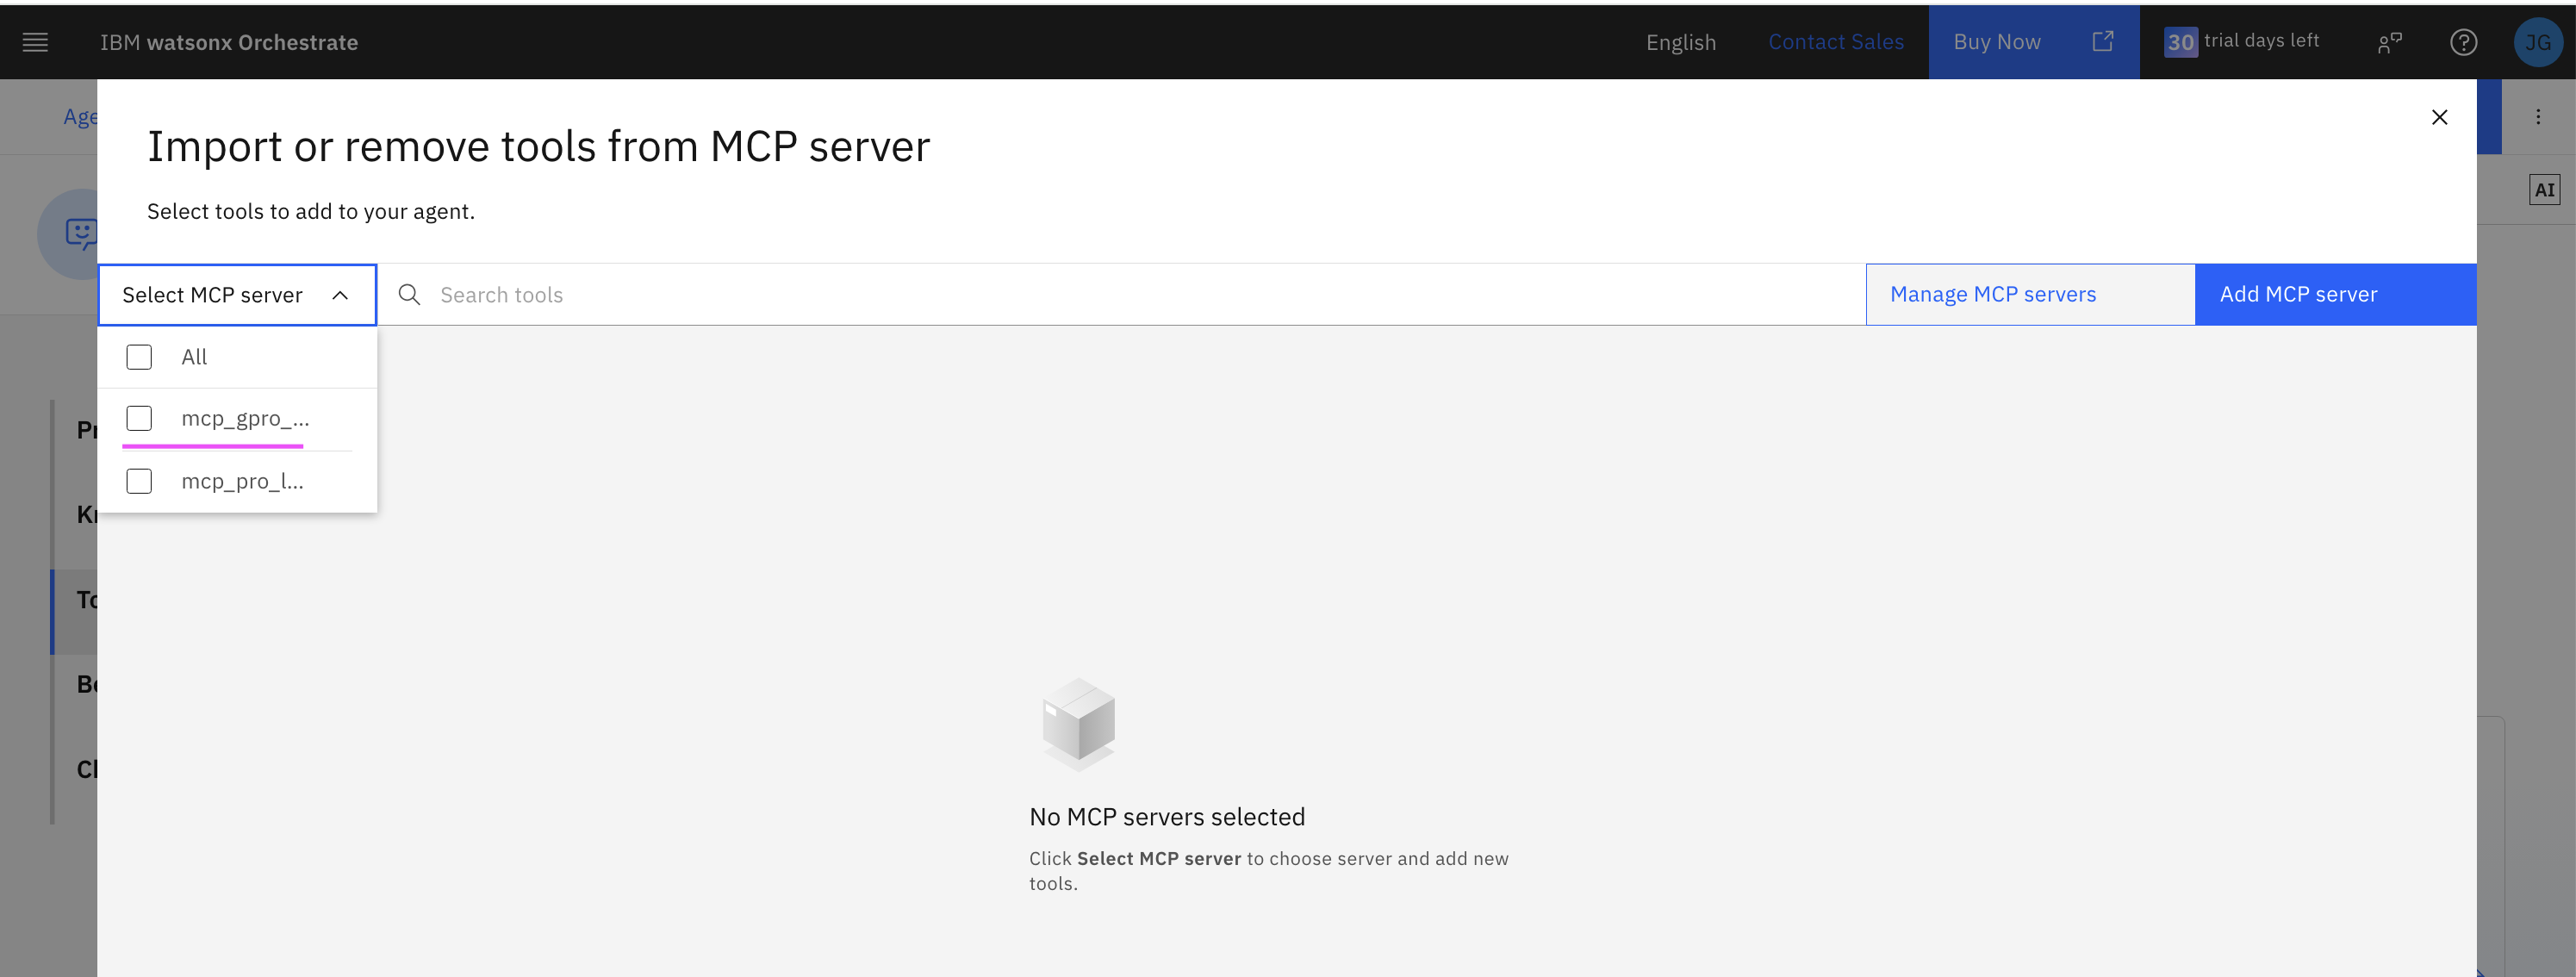 IBM watsonx Orchestrate
English
Contact Sales
Buy Now
30 trial days left
JG
Age
Import or remove tools from MCP server
Select tools to add to your agent.
AI
Select MCP server
Search tools
Manage MCP servers
Add MCP server
All
mcp_gpro_...
mcp_pro_l...
Pr
Kr
To
Be
Cl
No MCP servers selected
Click Select MCP server to choose server and add new
tools.